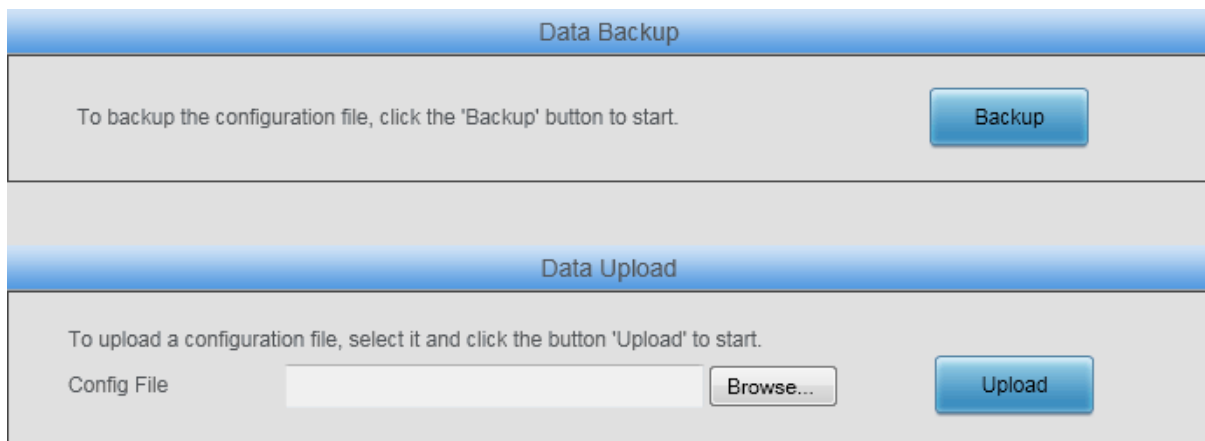 Data Backup
To backup the configuration file, click the 'Backup' button to start.
Backup
Data Upload
To upload a configuration file, select it and click the button 'Upload' to start.
Config File
Browse...
Upload